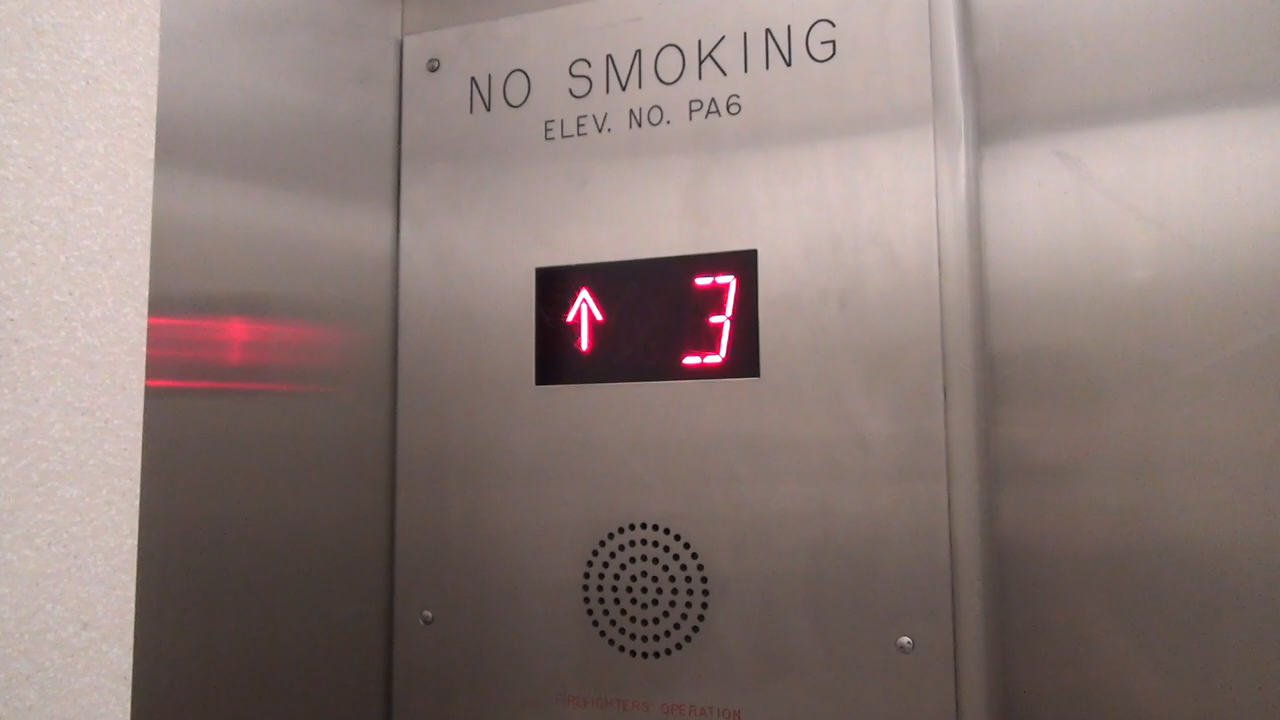 NO SMOKING
ELEV. NO. PA6
↑ 3
FIREFIGHTERS' OPERATION